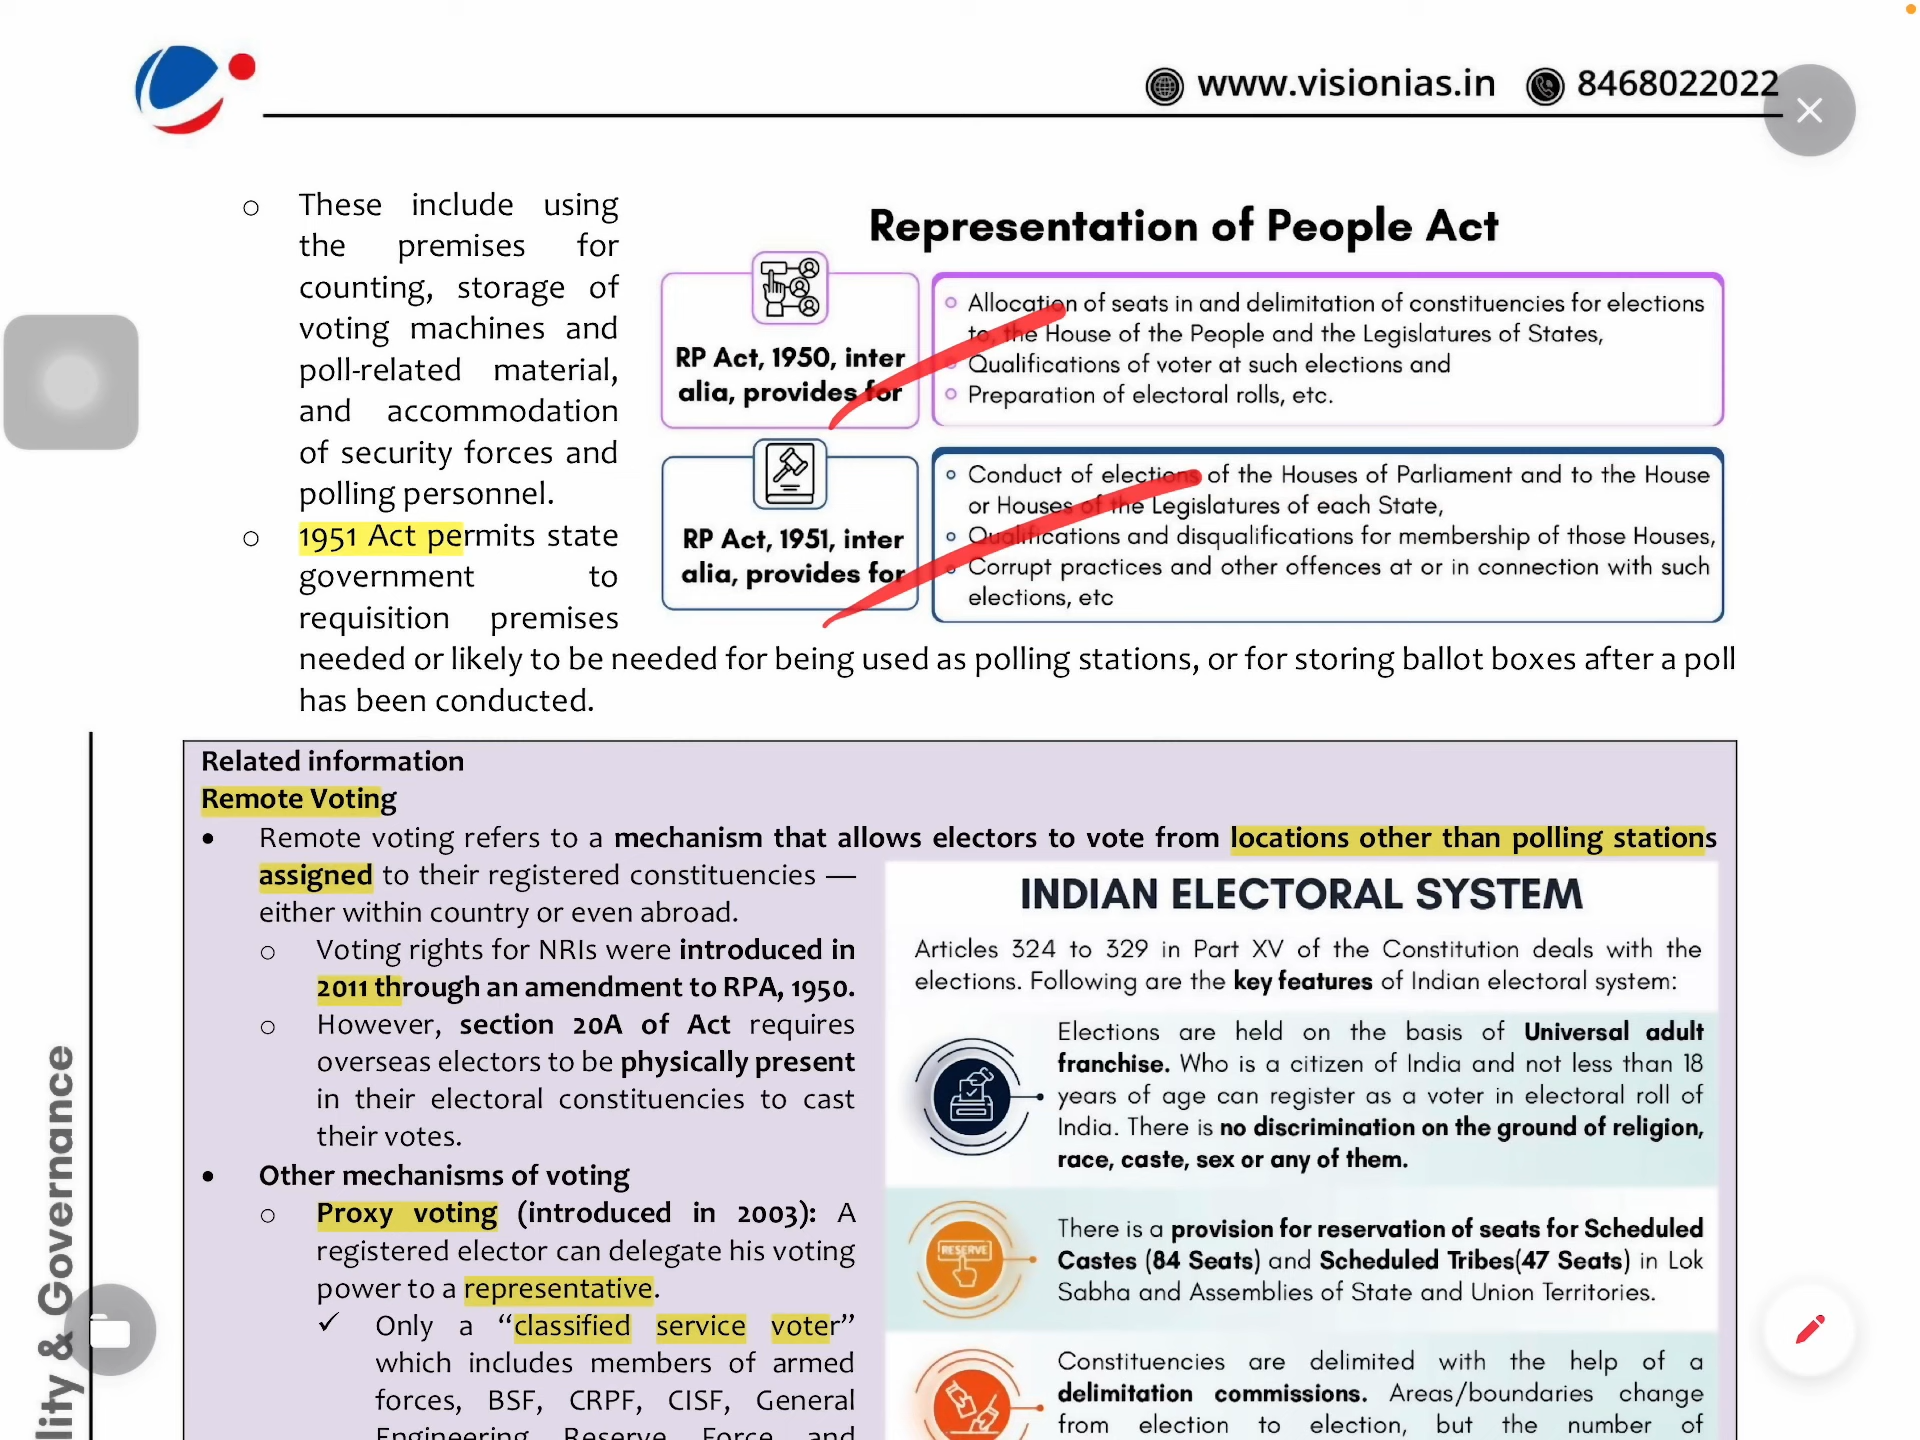 www.visionias.in 8468022022
These include using
the premises for
counting, storage of
voting machines and
poll-related material,
and accommodation
of security forces and
polling personnel.
1951 Act permits state
government to
requisition premises
needed or likely to be needed for being used as polling stations, or for storing ballot boxes after a poll
has been conducted.
Representation of People Act
RP Act, 1950, inter
alia, provides for
Allocation of seats in and delimitation of constituencies for elections
to, the House of the People and the Legislatures of States,
Qualifications of voter at such elections and
Preparation of electoral rolls, etc.
RP Act, 1951, inter
alia, provides for
Conduct of elections of the Houses of Parliament and to the House
or Houses of the Legislatures of each State,
Qualifications and disqualifications for membership of those Houses,
Corrupt practices and other offences at or in connection with such
elections, etc
Related information
Remote Voting
Remote voting refers to a mechanism that allows electors to vote from locations other than polling stations
assigned to their registered constituencies —
either within country or even abroad.
Voting rights for NRIs were introduced in
2011 through an amendment to RPA, 1950.
However, section 20A of Act requires
overseas electors to be physically present
in their electoral constituencies to cast
their votes.
Other mechanisms of voting
Proxy voting (introduced in 2003): A
registered elector can delegate his voting
power to a representative.
Only a “classified service voter”
which includes members of armed
forces, BSF, CRPF, CISF, General
Engineering Reserve Force and
INDIAN ELECTORAL SYSTEM
Articles 324 to 329 in Part XV of the Constitution deals with the
elections. Following are the key features of Indian electoral system:
Elections are held on the basis of Universal adult
franchise. Who is a citizen of India and not less than 18
years of age can register as a voter in electoral roll of
India. There is no discrimination on the ground of religion,
race, caste, sex or any of them.
RESERVE
There is a provision for reservation of seats for Scheduled
Castes (84 Seats) and Scheduled Tribes(47 Seats) in Lok
Sabha and Assemblies of State and Union Territories.
Constituencies are delimited with the help of a
delimitation commissions. Areas/boundaries change
from election to election, but the number of
lity & Governance